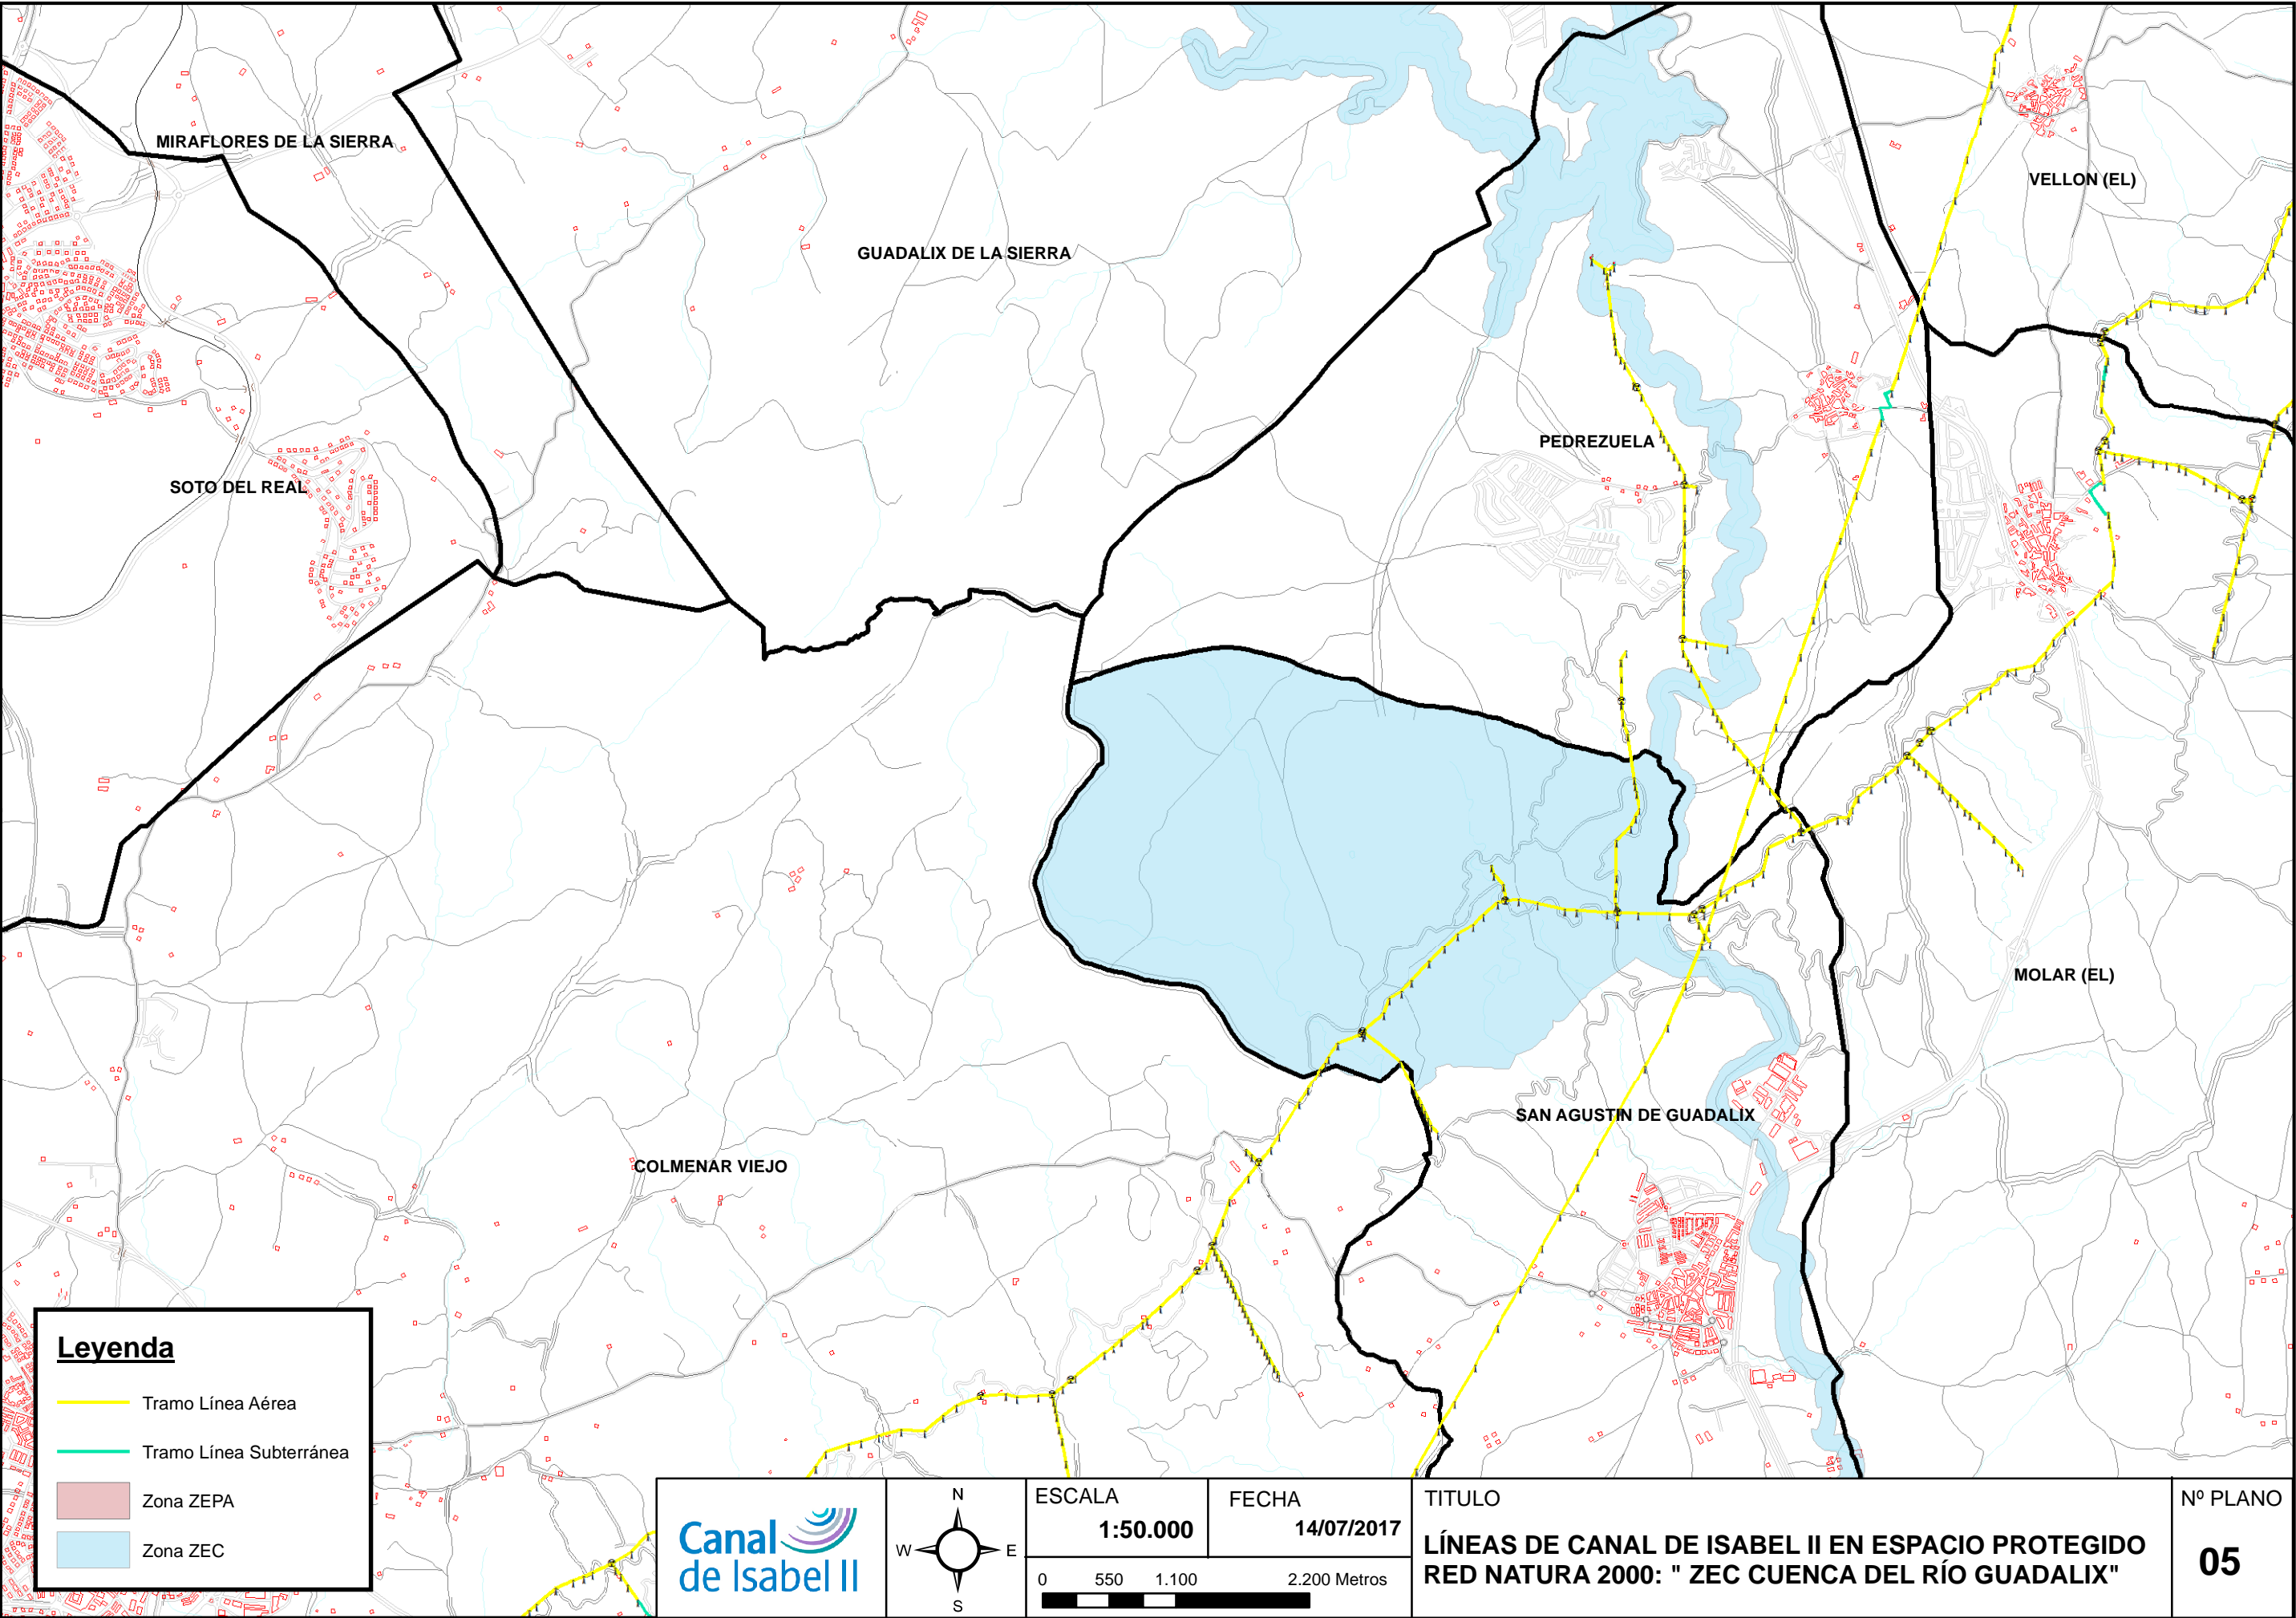 MIRAFLORES DE LA SIERRA
VELLON (EL)
GUADALIX DE LA SIERRA
PEDREZUELA
SOTO DEL REAL
MOLAR (EL)
SAN AGUSTIN DE GUADALIX
COLMENAR VIEJO
Leyenda
Tramo Línea Aérea
Tramo Línea Subterránea
Zona ZEPA
Zona ZEC
Canal
de Isabel II
N
W
E
S
ESCALA
1:50.000
FECHA
14/07/2017
0 550 1.100 2.200 Metros
TITULO
LÍNEAS DE CANAL DE ISABEL II EN ESPACIO PROTEGIDO
RED NATURA 2000: " ZEC CUENCA DEL RÍO GUADALIX"
Nº PLANO
05